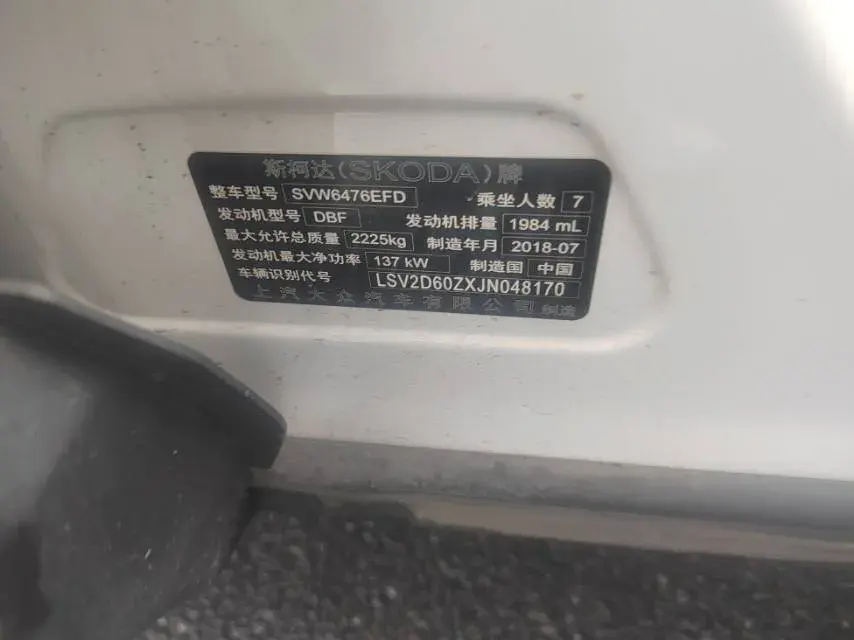 斯柯达(SKODA)牌
整车型号 SVW6476EFD 乘坐人数 7
发动机型号 DBF 发动机排量 1984 mL
最大允许总质量 2225kg 制造年月 2018-07
发动机最大净功率 137 kW 制造国 中国
车辆识别代号 LSV2D60ZXJN048170
上汽大众汽车有限公司 制造